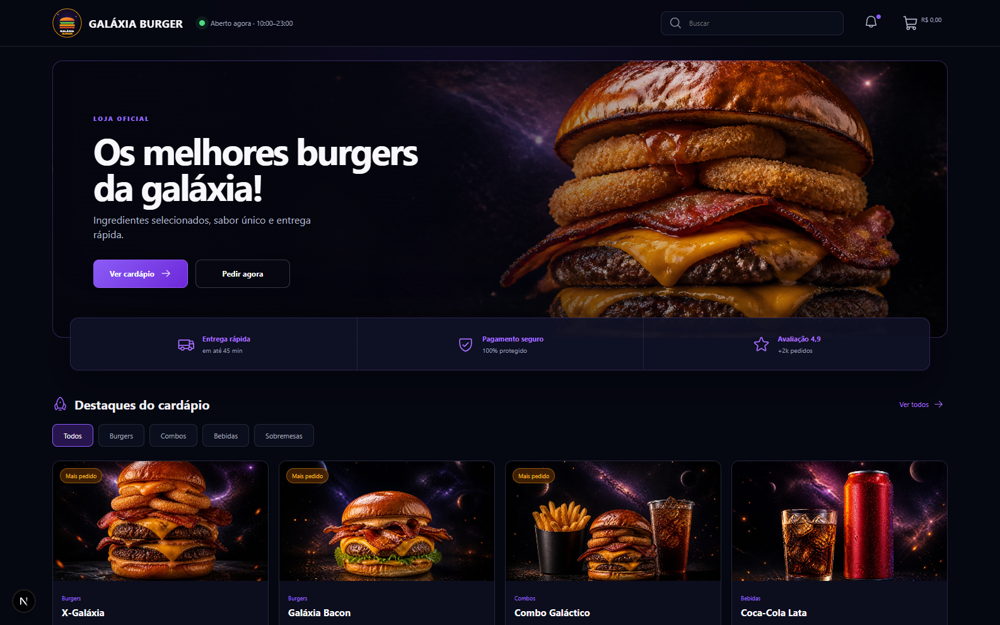 GALÁXIA BURGER
GALÁXIA BURGER
Aberto agora · 10:00–23:00
Buscar
R$ 0,00
LOJA OFICIAL
Os melhores burgers
da galáxia!
Ingredientes selecionados, sabor único e entrega
rápida.
Ver cardápio
Pedir agora
Entrega rápida
em até 45 min
Pagamento seguro
100% protegido
Avaliação 4,9
+2k pedidos
Destaques do cardápio
Ver todos
Todos
Burgers
Combos
Bebidas
Sobremesas
Mais pedido
Mais pedido
Mais pedido
Burgers
X-Galáxia
Burgers
Galáxia Bacon
Combos
Combo Galáctico
Bebidas
Coca-Cola Lata
N